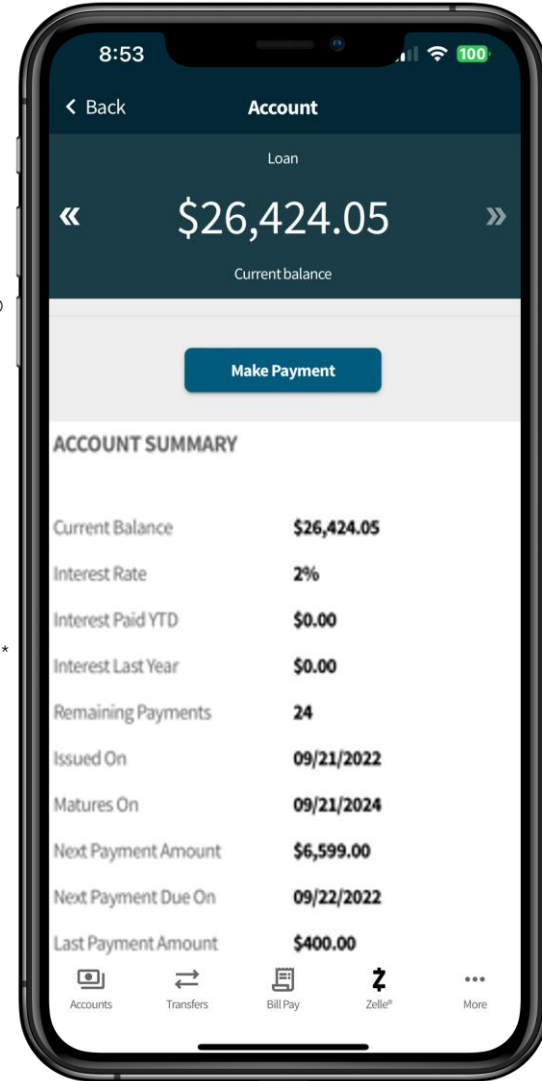 8:53 100
Back Account
Loan
« $26,424.05 »
Current balance
Make Payment
ACCOUNT SUMMARY
Current Balance $26,424.05
Interest Rate 2%
Interest Paid YTD $0.00
*
Interest Last Year $0.00
Remaining Payments 24
Issued On 09/21/2022
Matures On 09/21/2024
Next Payment Amount $6,599.00
Next Payment Due On 09/22/2022
Last Payment Amount $400.00
Accounts Transfers Bill Pay Zelle® More